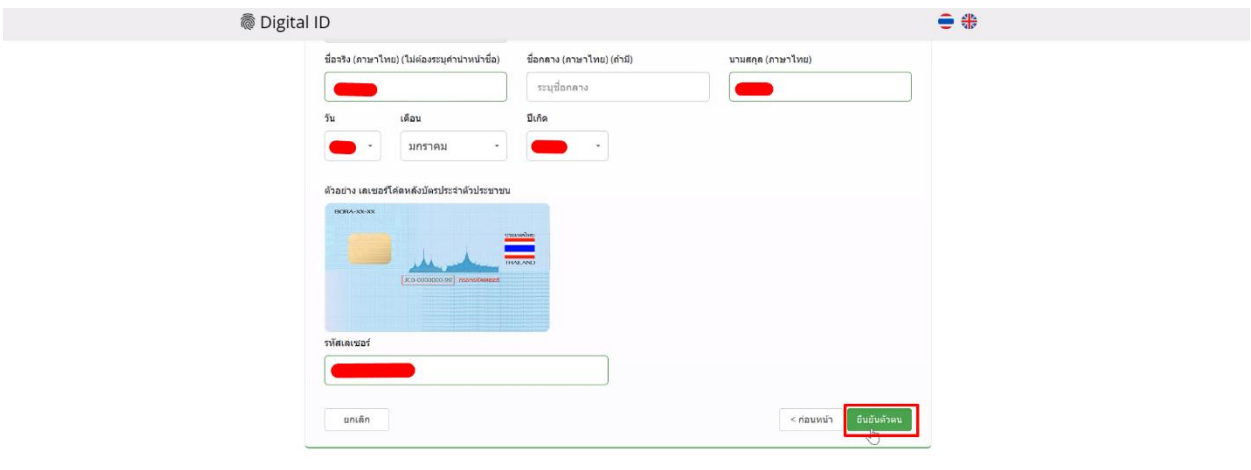 Digital ID
ชื่อจริง (ภาษาไทย) (ไม่ต้องระบุคำนำหน้าชื่อ) ชื่อกลาง (ภาษาไทย) (ถ้ามี) นามสกุล (ภาษาไทย)
ระบุชื่อกลาง
วัน เดือน ปีเกิด
มกราคม
ตัวอย่าง เลเซอร์โค้ดหลังบัตรประจำตัวประชาชน
BORA-XX-XX
THAILAND
รหัสเลเซอร์
ยกเลิก < ก่อนหน้า ยืนยันตัวตน